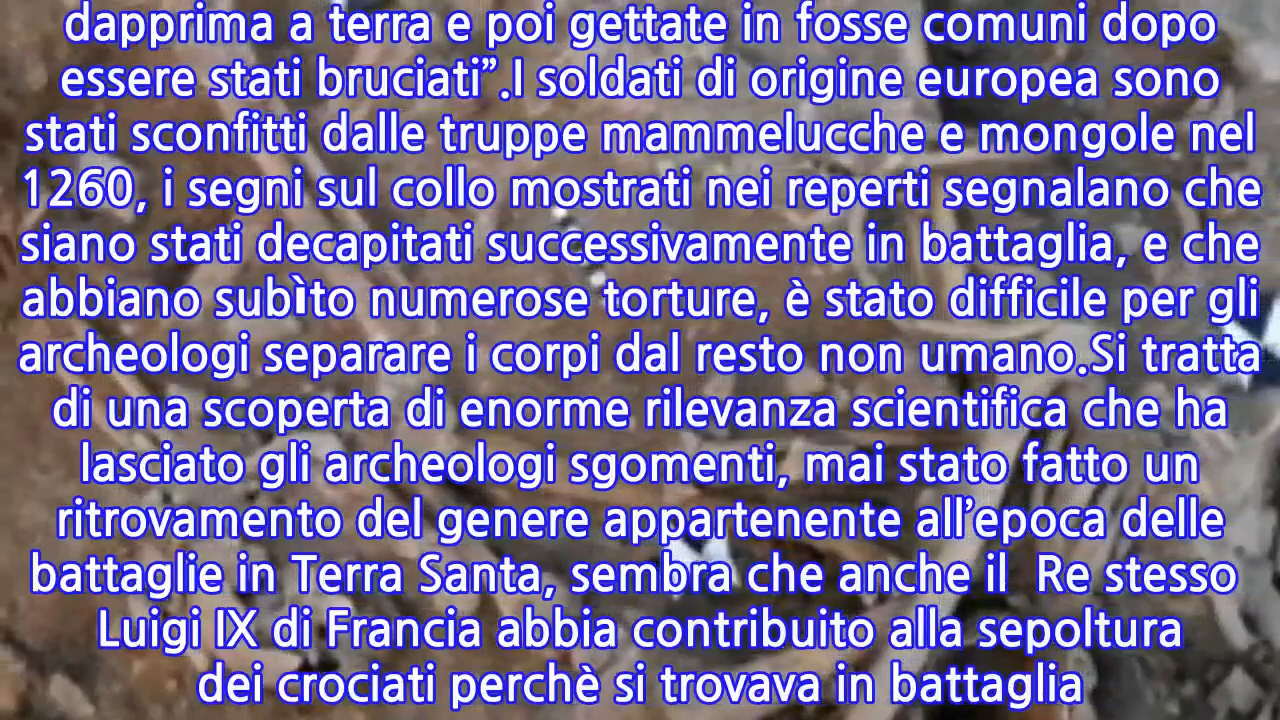 dapprima a terra e poi gettate in fosse comuni dopo
essere stati bruciati”.I soldati di origine europea sono
stati sconfitti dalle truppe mammelucche e mongole nel
1260, i segni sul collo mostrati nei reperti segnalano che
siano stati decapitati successivamente in battaglia, e che
abbiano subìto numerose torture, è stato difficile per gli
archeologi separare i corpi dal resto non umano.Si tratta
di una scoperta di enorme rilevanza scientifica che ha
lasciato gli archeologi sgomenti, mai stato fatto un
ritrovamento del genere appartenente all’epoca delle
battaglie in Terra Santa, sembra che anche il  Re stesso
Luigi IX di Francia abbia contribuito alla sepoltura
dei crociati perchè si trovava in battaglia